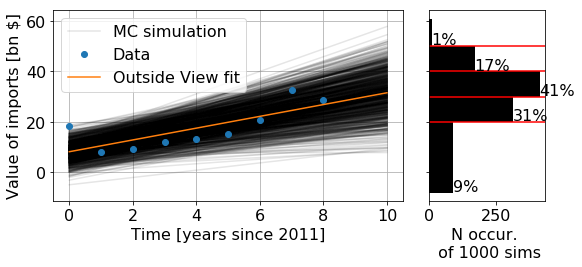 MC simulation
Data
Outside View fit
Value of imports [bn $]
60
40
20
0
0 2 4 6 8 10
Time [years since 2011]
1%
17%
41%
31%
9%
0 250
N occur.
of 1000 sims